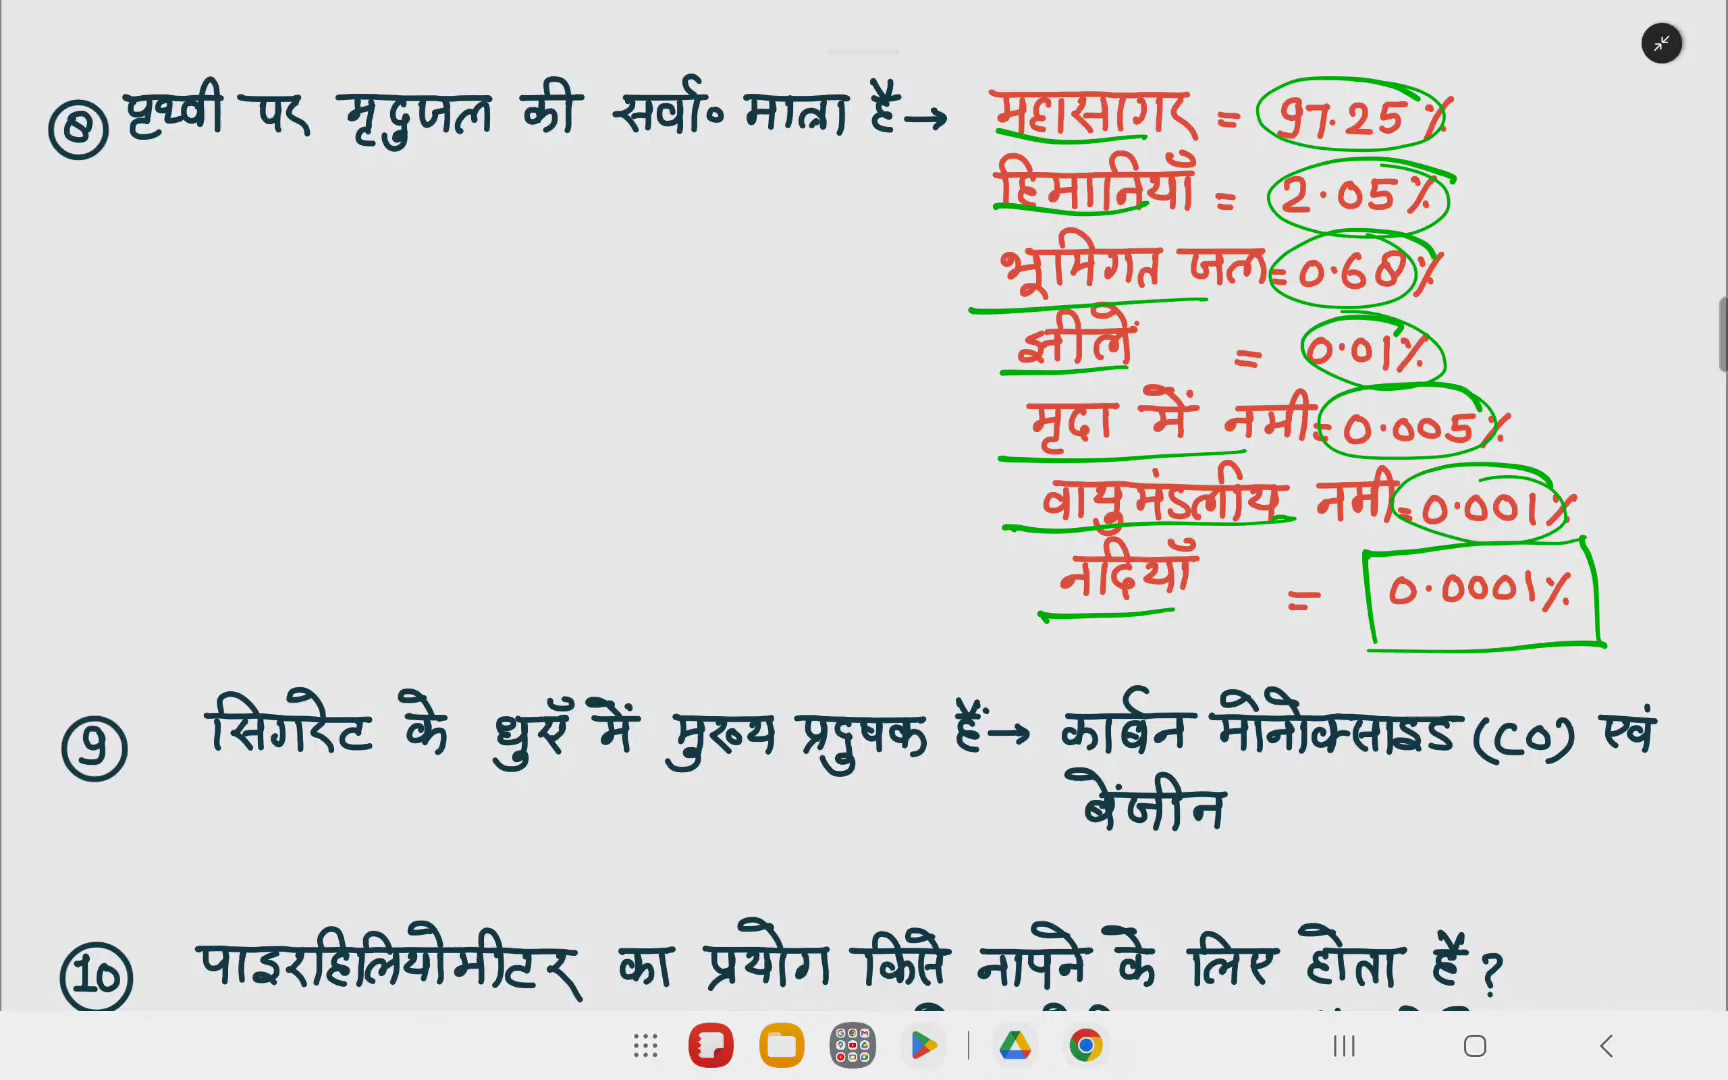 8 पृथ्वी पर मृदुजल की सर्वा० मात्रा है → महासागर = 97.25%
हिमानियाँ = 2.05%
भूमिगत जल = 0.68%
झीलें = 0.01%
मृदा में नमी = 0.005%
वायुमंडलीय नमी = 0.001%
नदियाँ = 0.0001%
9 सिगरेट के धुएँ में मुख्य प्रदुषक हैं → कार्बन मोनोक्साइड (CO) एवं
बेंजीन
10 पाइरहिलियोमीटर का प्रयोग किसे नापने के लिए होता है ?